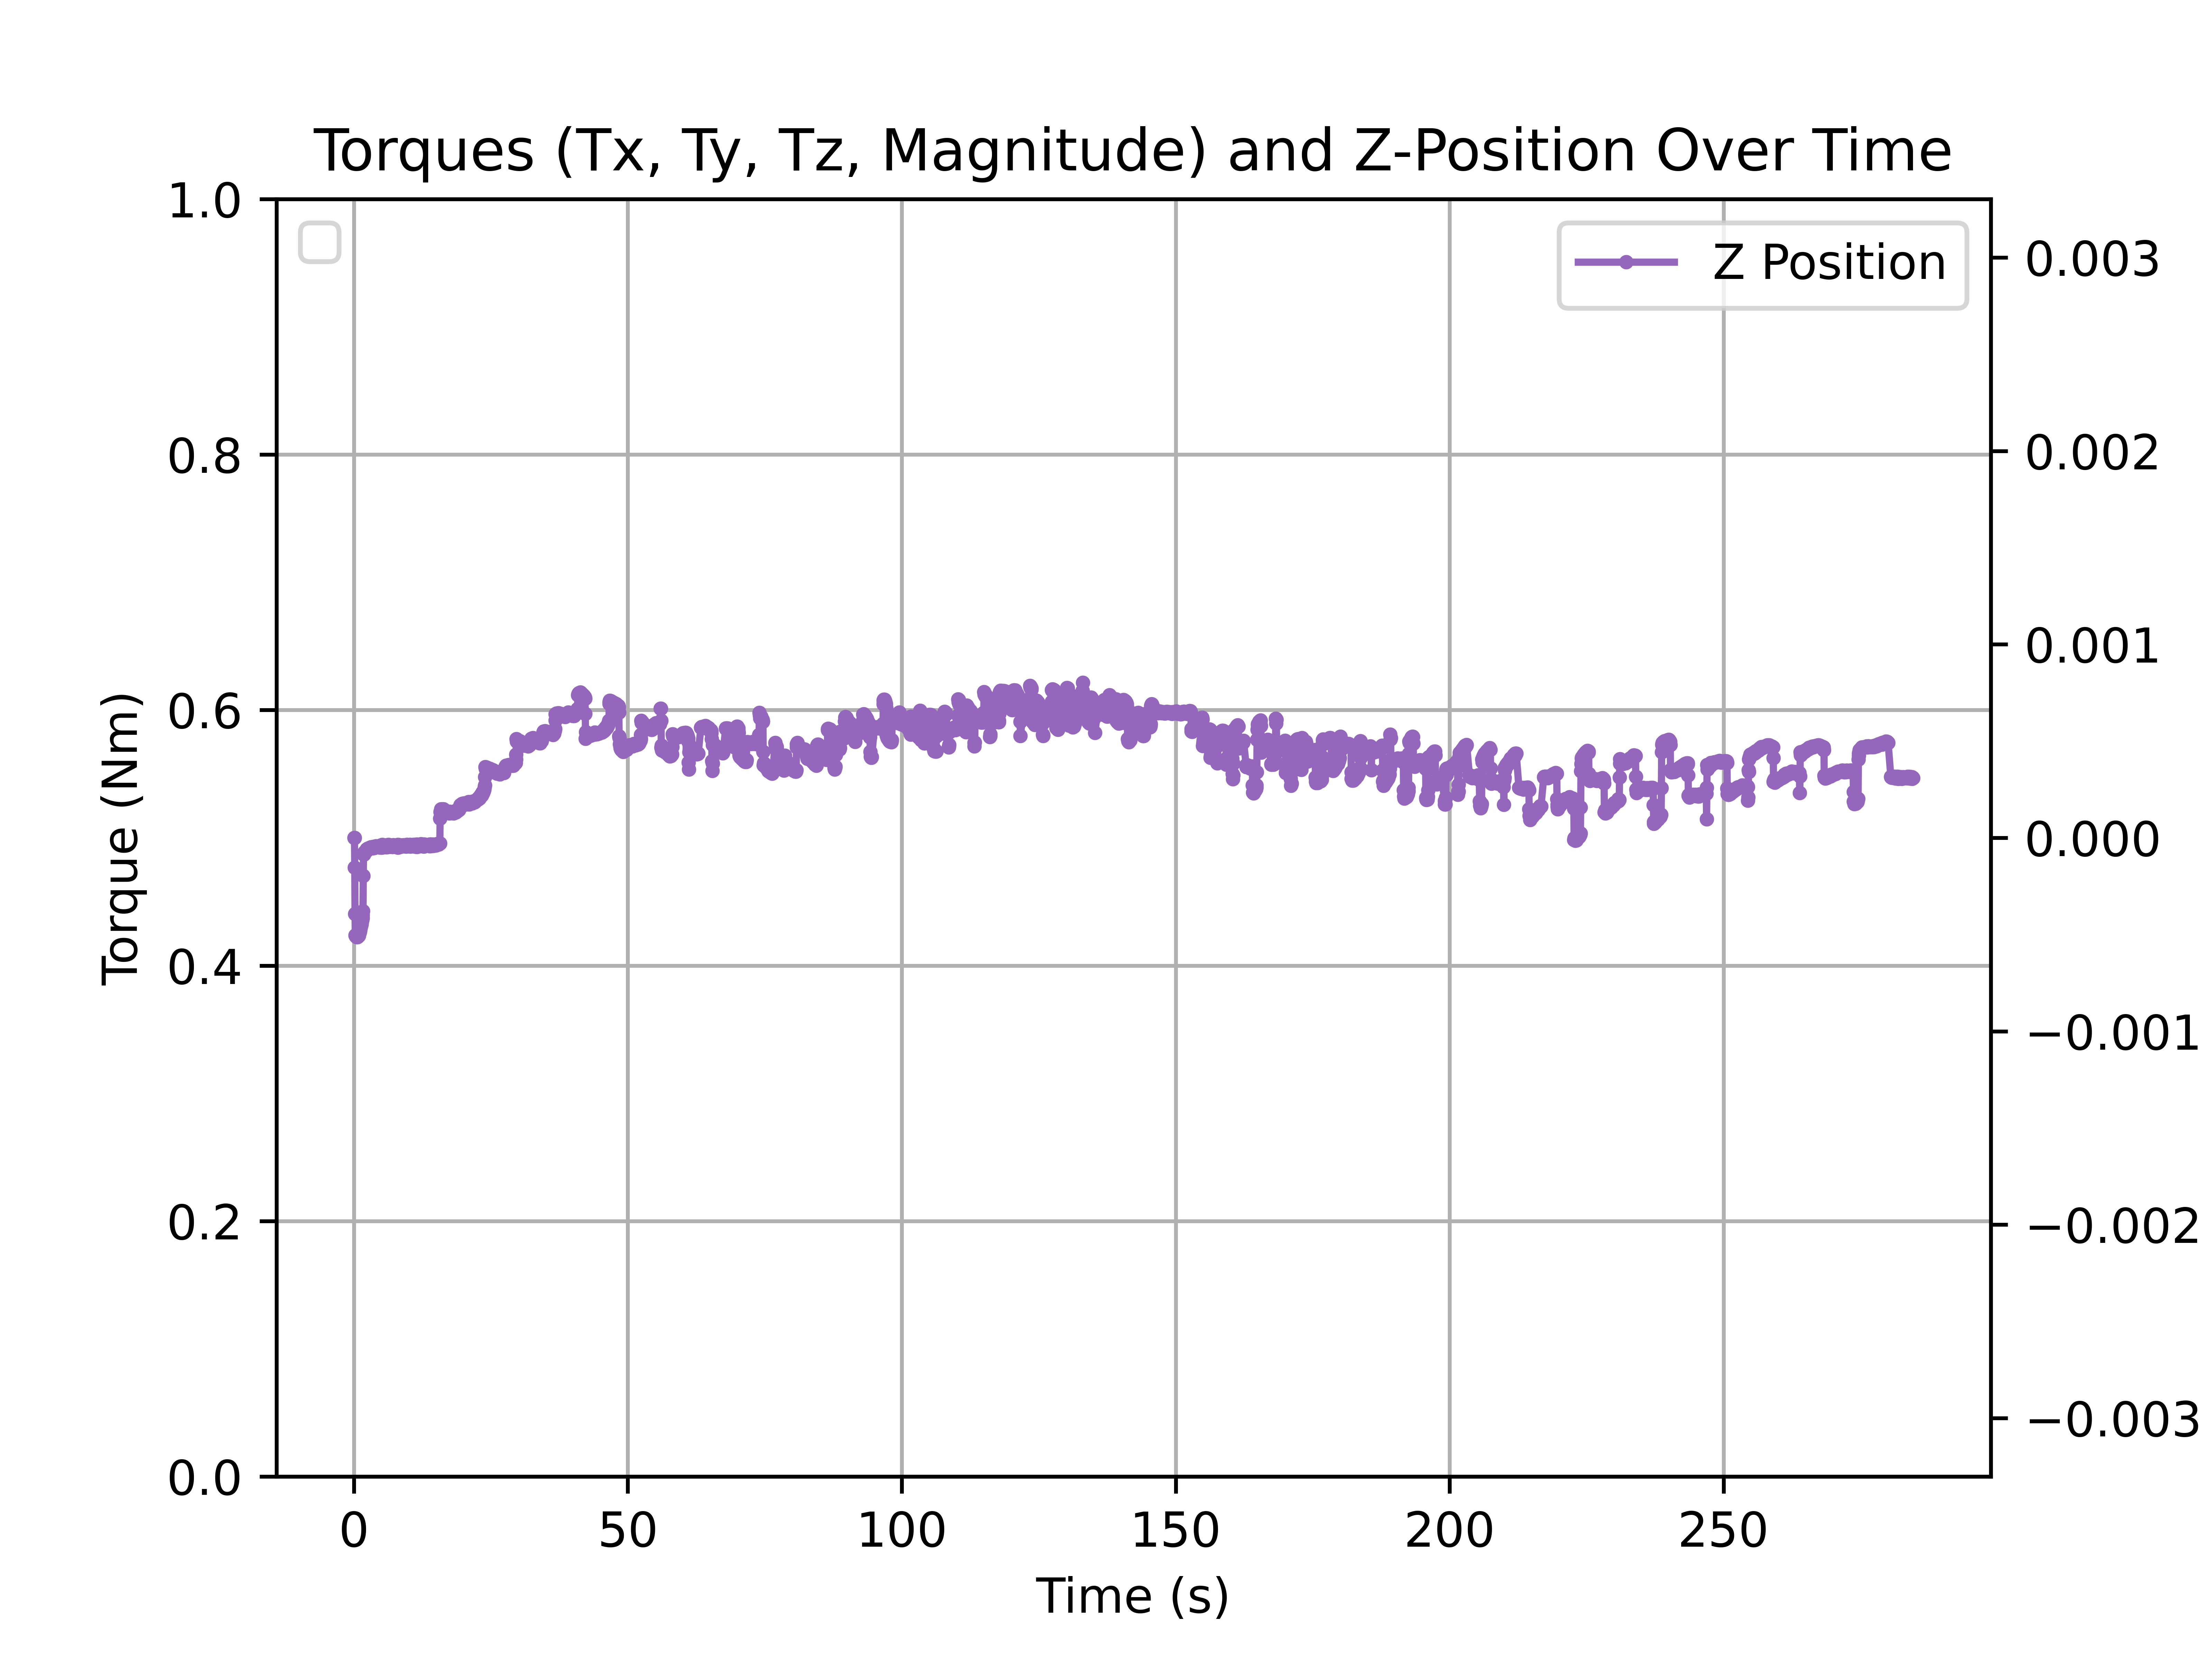 Torques (Tx, Ty, Tz, Magnitude) and Z-Position Over Time
Z Position
Torque (Nm)
1.0
0.8
0.6
0.4
0.2
0.0
0.003
0.002
0.001
0.000
−0.001
−0.002
−0.003
0 50 100 150 200 250
Time (s)